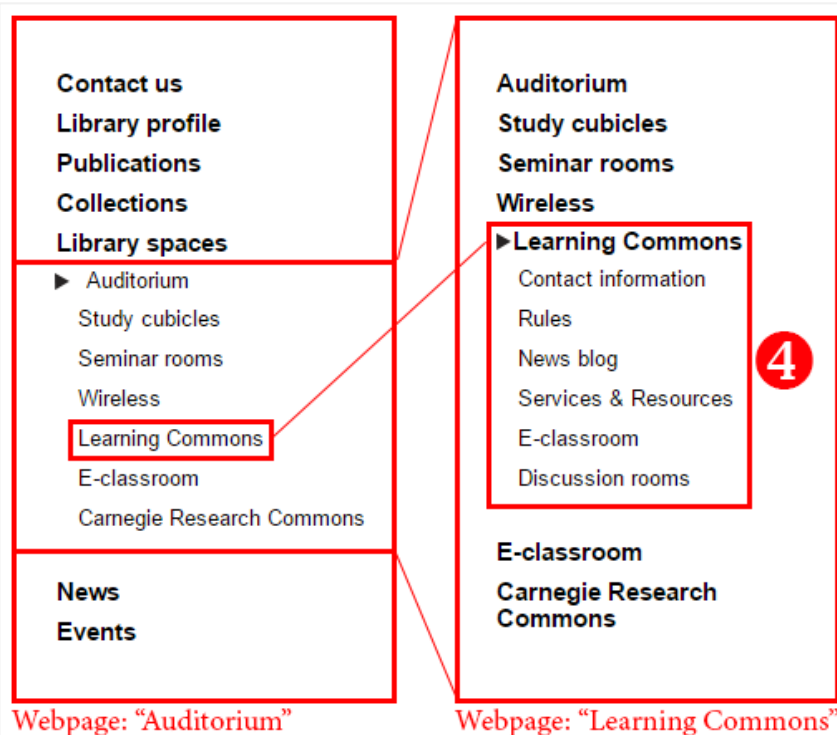 Contact us
Library profile
Publications
Collections
Library spaces
▶ Auditorium
Study cubicles
Seminar rooms
Wireless
Learning Commons
E-classroom
Carnegie Research Commons
News
Events
Webpage: “Auditorium”
Auditorium
Study cubicles
Seminar rooms
Wireless
▶Learning Commons
Contact information
Rules
News blog
Services & Resources
E-classroom
Discussion rooms
4
E-classroom
Carnegie Research
Commons
Webpage: “Learning Commons”